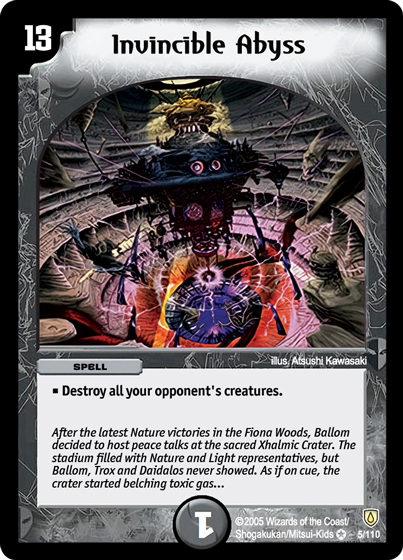 13
Invincible Abyss
illus. Atsushi Kawasaki
SPELL
▪ Destroy all your opponent's creatures.
After the latest Nature victories in the Fiona Woods, Ballom
decided to host peace talks at the sacred Xhalmic Crater. The
stadium filled with Nature and Light representatives, but
Ballom, Trox and Daidalos never showed. As if on cue, the
crater started belching toxic gas...
1
©2005 Wizards of the Coast/
Shogakukan/Mitsui-Kids ✪ 5/110